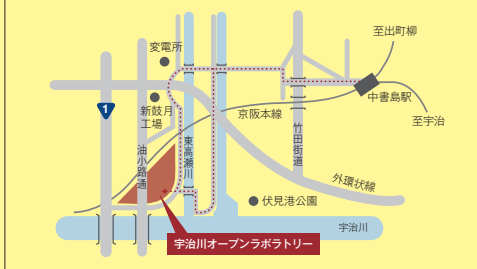 至出町柳
変電所
中書島駅
1
新鼓月
工場
京阪本線
至宇治
竹田街道
東高瀬川
油小路通
外環状線
伏見港公園
宇治川
宇治川オープンラボラトリー